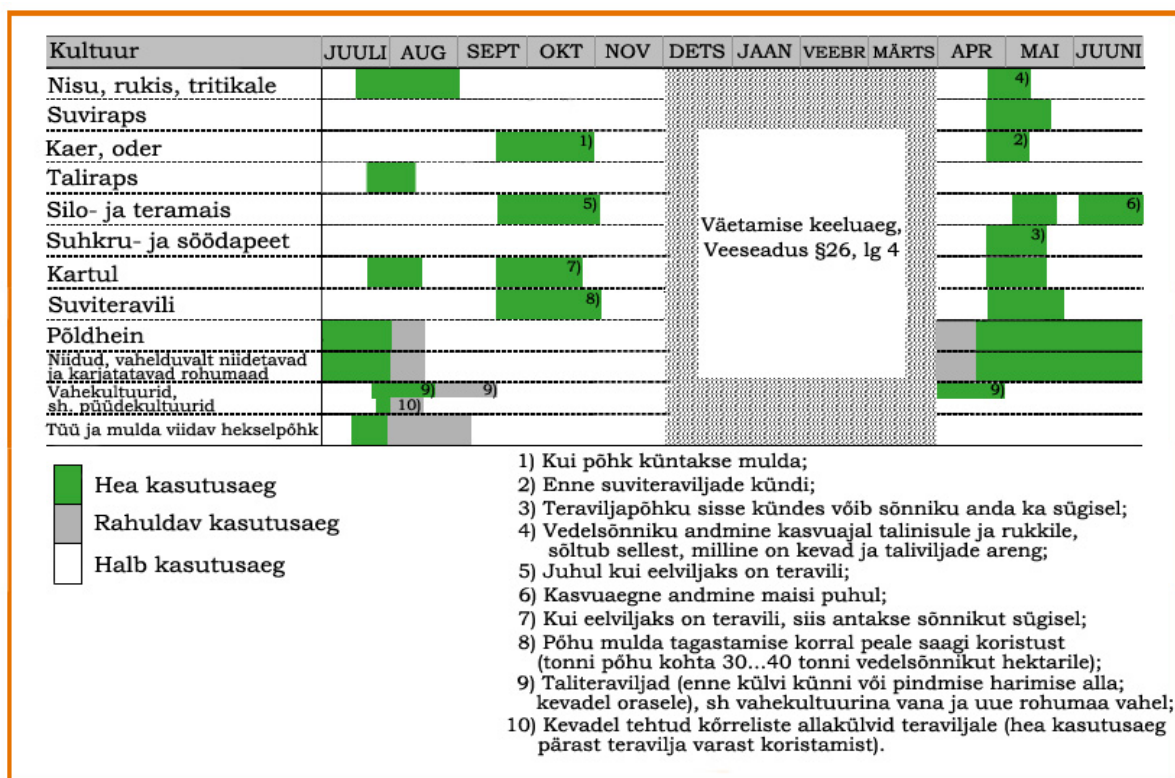 Kultuur JUULI AUG SEPT OKT NOV DETS JAAN VEEBR MÄRTS APR MAI JUUNI
Nisu, rukis, tritikale 4)
Suviraps
Kaer, oder 1) 2)
Taliraps
Silo- ja teramais 5) 6)
Suhkru- ja söödapeet 3)
Kartul 7)
Suviteravili 8)
Põldhein
Niidud, vahelduvalt niidetavad
ja karjatatavad rohumaad
Vahekultuurid, 9) 9) 9)
sh. püüdekultuurid 10)
Tüü ja mulda viidav hekselpõhk
Väetamise keeluaeg,
Veeseadus §26, lg 4
Hea kasutusaeg
Rahuldav kasutusaeg
Halb kasutusaeg
1) Kui põhk küntakse mulda;
2) Enne suviteraviljade kündi;
3) Teraviljapõhku sisse kündes võib sõnniku anda ka sügisel;
4) Vedelsõnniku andmine kasvuajal talinisule ja rukkile,
sõltub sellest, milline on kevad ja taliviljade areng;
5) Juhul kui eelviljaks on teravili;
6) Kasvuaegne andmine maisi puhul;
7) Kui eelviljaks on teravili, siis antakse sõnnikut sügisel;
8) Põhu mulda tagastamise korral peale saagi koristust
(tonni põhu kohta 30...40 tonni vedelsõnnikut hektarile);
9) Taliteraviljad (enne külvi künni või pindmise harimise alla;
kevadel orasele), sh vahekultuurina vana ja uue rohumaa vahel;
10) Kevadel tehtud kõrreliste allakülvid teraviljale (hea kasutusaeg
pärast teravilja varast koristamist).